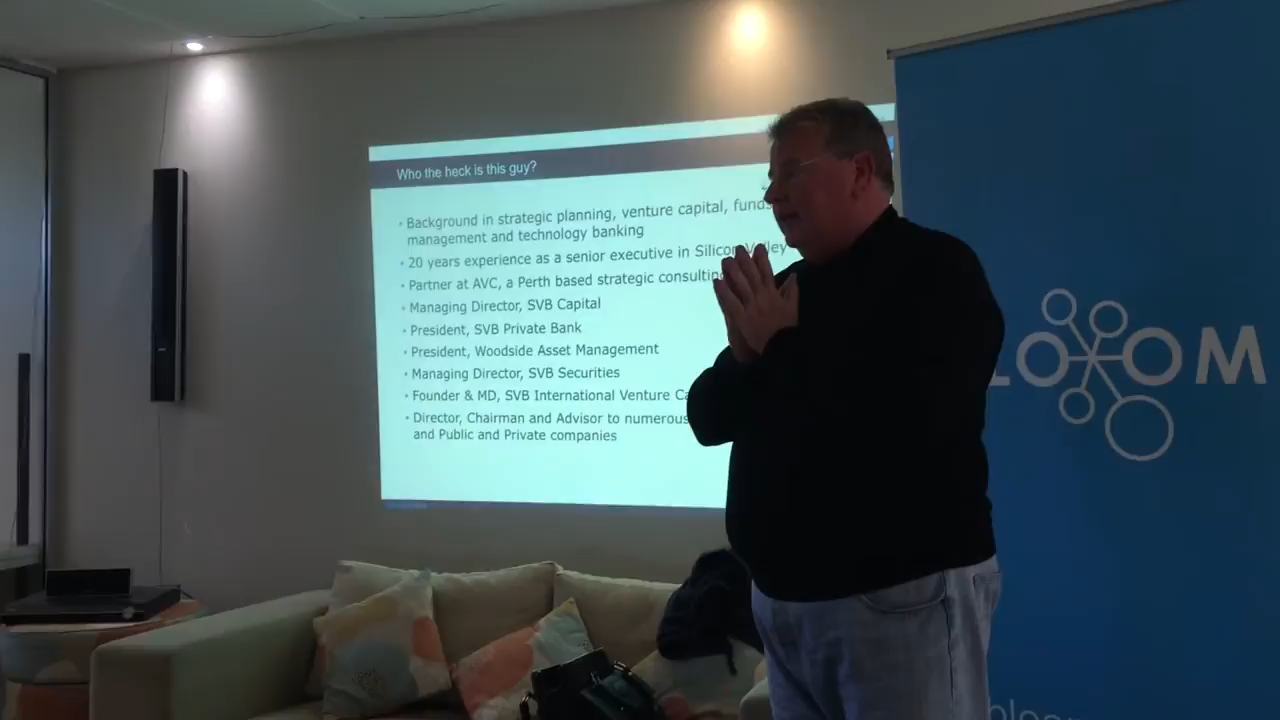 Who the heck is this guy?
• Background in strategic planning, venture capital, funds
management and technology banking
• 20 years experience as a senior executive in Silicon Valley
• Partner at AVC, a Perth based strategic consulting
• Managing Director, SVB Capital
• President, SVB Private Bank
• President, Woodside Asset Management
• Managing Director, SVB Securities
• Founder & MD, SVB International Venture Ca
• Director, Chairman and Advisor to numerous
and Public and Private companies
LOOM
bloo